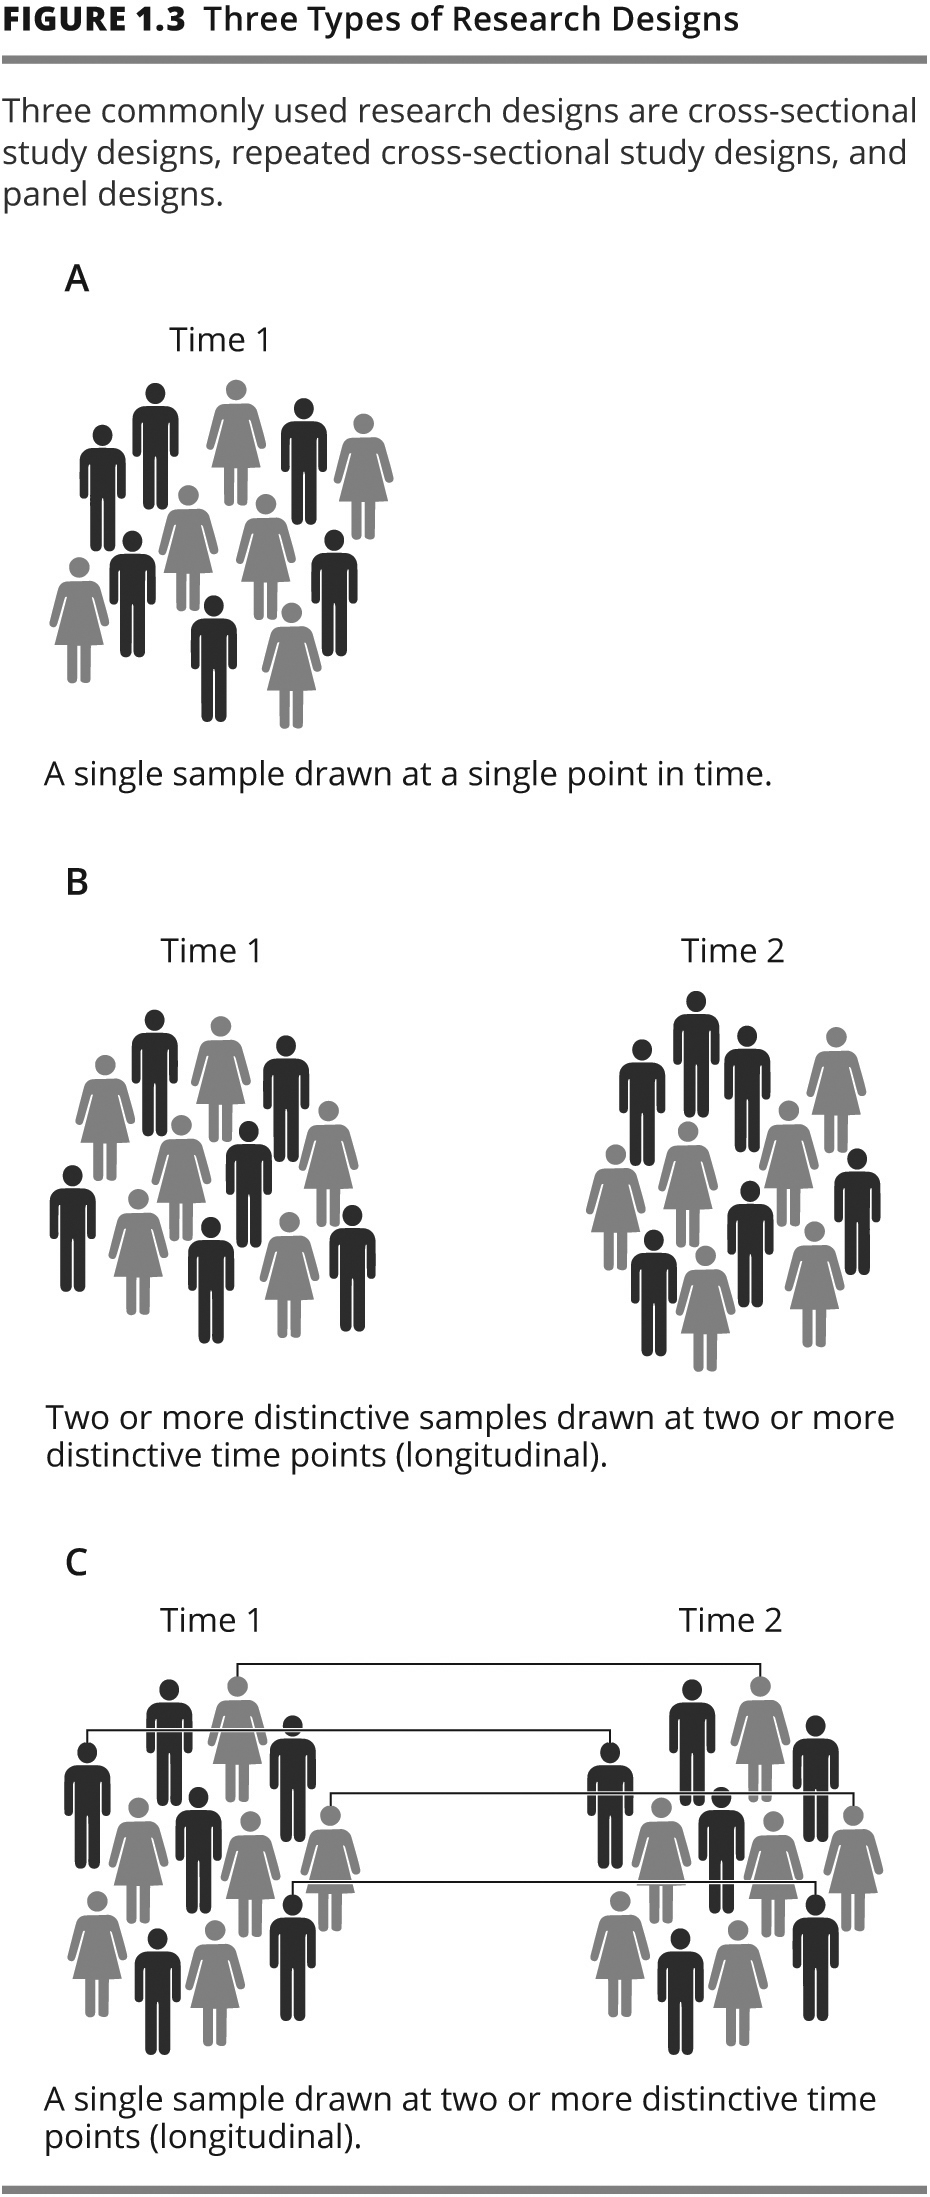 FIGURE 1.3 Three Types of Research Designs
Three commonly used research designs are cross-sectional
study designs, repeated cross-sectional study designs, and
panel designs.
A
Time 1
A single sample drawn at a single point in time.
B
Time 1
Time 2
Two or more distinctive samples drawn at two or more
distinctive time points (longitudinal).
C
Time 1
Time 2
A single sample drawn at two or more distinctive time
points (longitudinal).